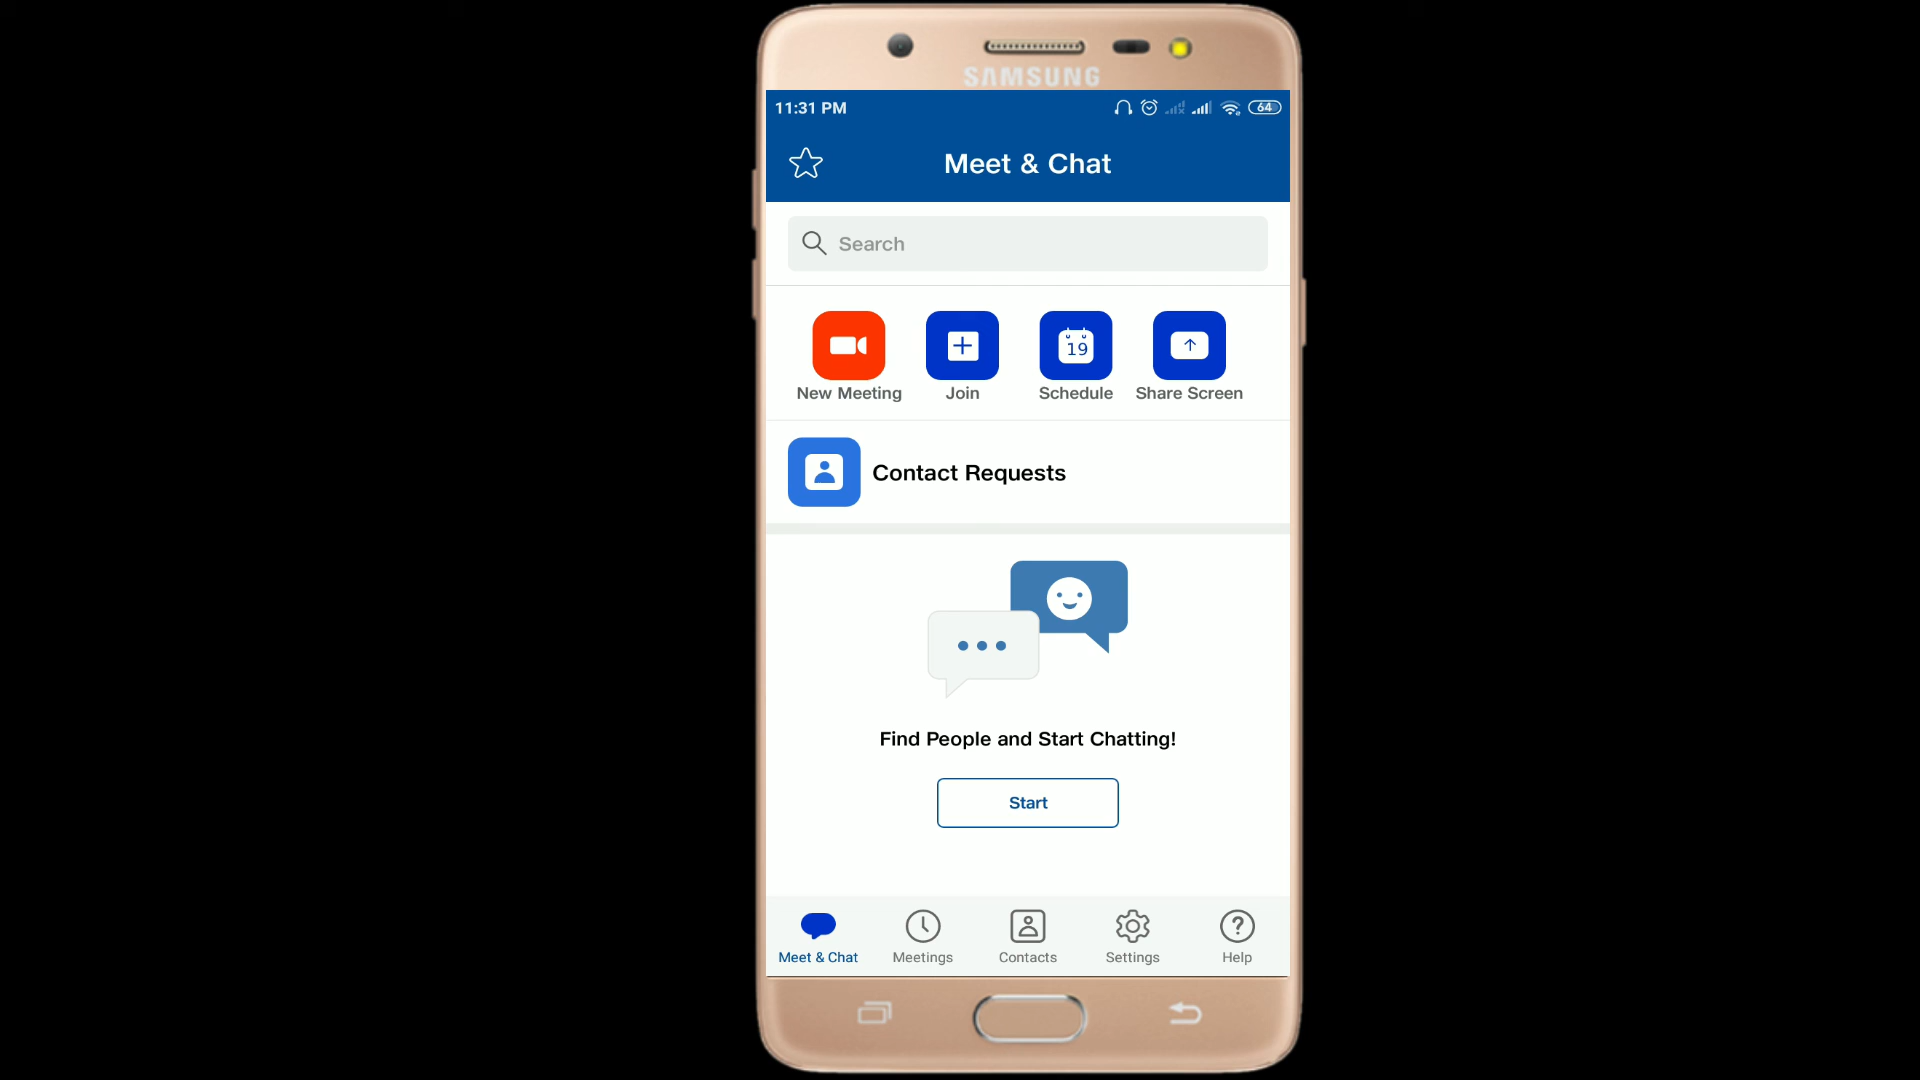 SAMSUNG
11:31 PM
64
Meet & Chat
Search
19
New Meeting
Join
Schedule
Share Screen
Contact Requests
Find People and Start Chatting!
Start
Meet & Chat
Meetings
Contacts
Settings
Help